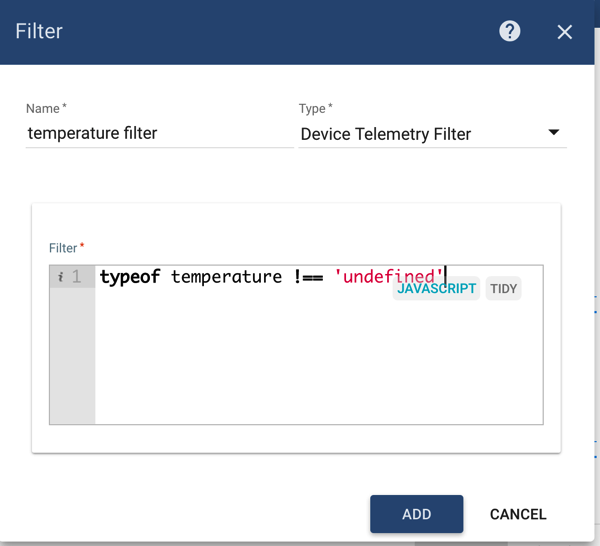 Filter
?
Name *
Type *
temperature filter
Device Telemetry Filter
Filter *
i 1 typeof temperature !== 'undefined'
JAVASCRIPT TIDY
ADD CANCEL